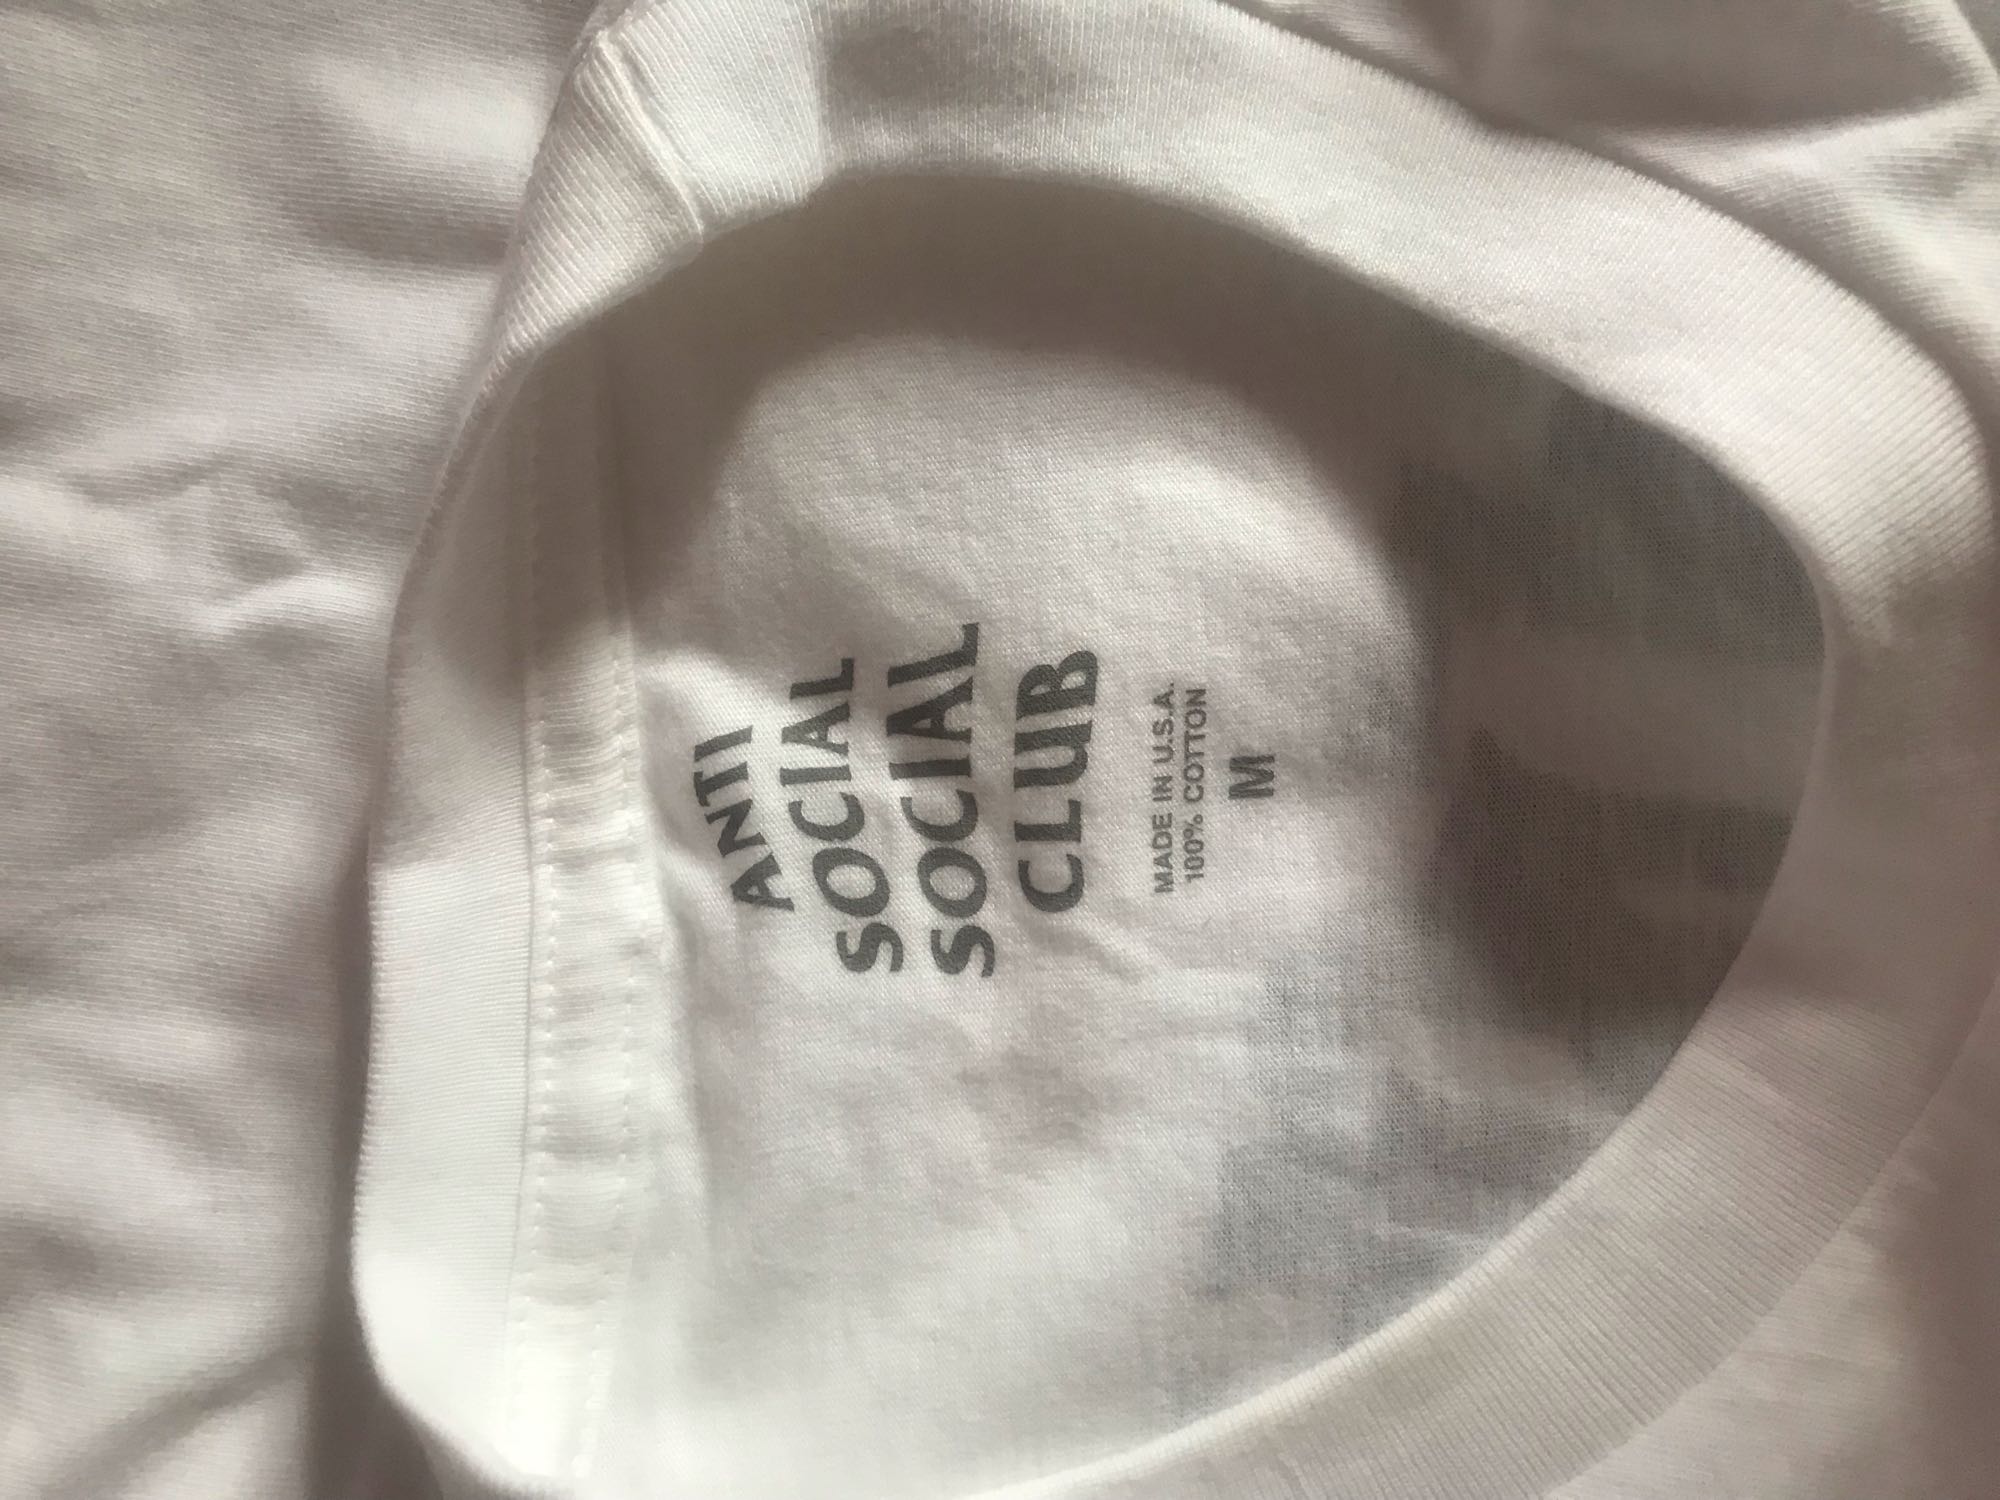 ANTI
SOCIAL
SOCIAL
CLUB
MADE IN U.S.A.
100% COTTON
M